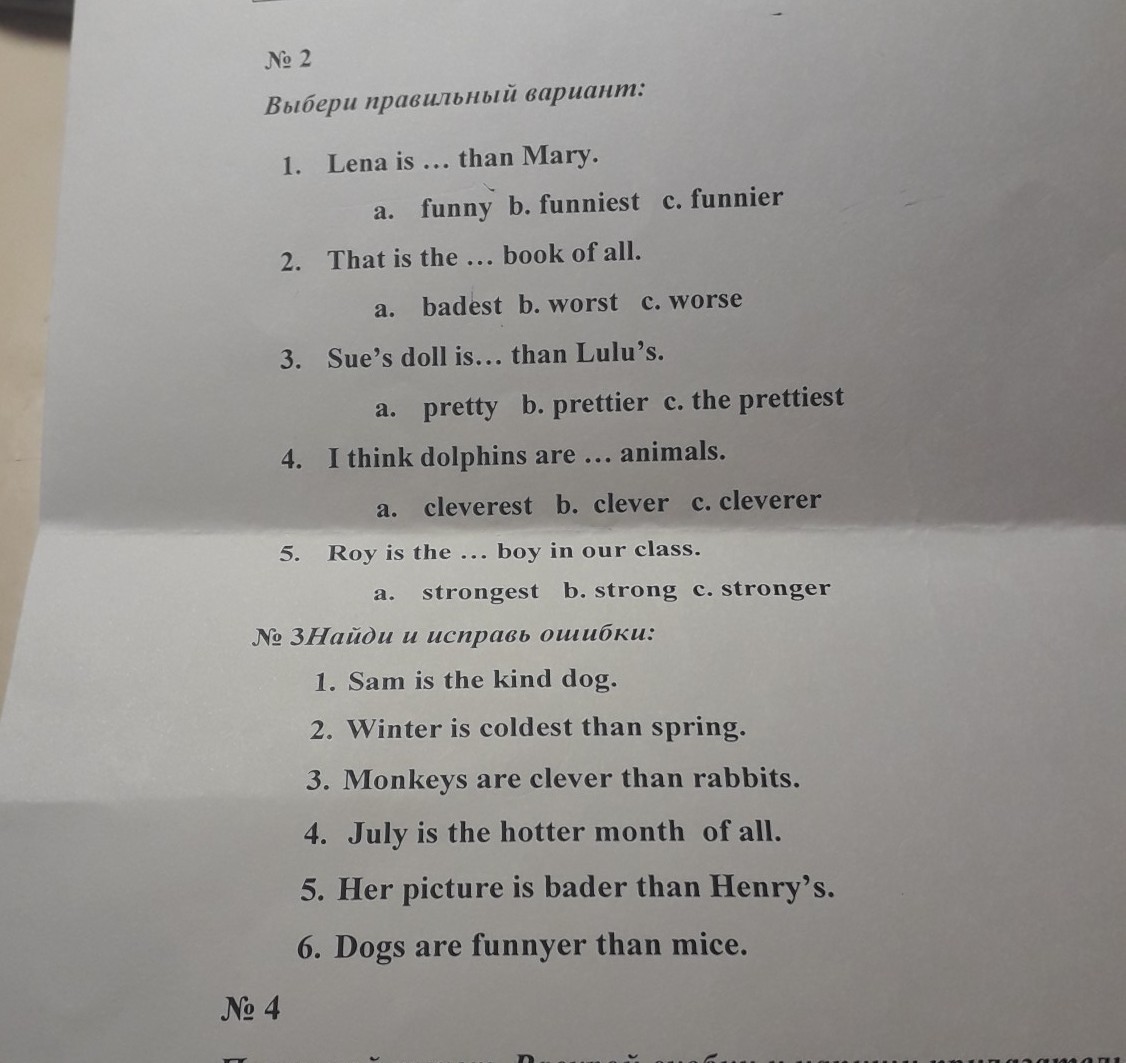 № 2
Выбери правильный вариант:
1. Lena is … than Mary.
a. funny b. funniest c. funnier
2. That is the … book of all.
a. badest b. worst c. worse
3. Sue’s doll is… than Lulu’s.
a. pretty b. prettier c. the prettiest
4. I think dolphins are … animals.
a. cleverest b. clever c. cleverer
5. Roy is the … boy in our class.
a. strongest b. strong c. stronger
№ 3Найди и исправь ошибки:
1. Sam is the kind dog.
2. Winter is coldest than spring.
3. Monkeys are clever than rabbits.
4. July is the hotter month of all.
5. Her picture is bader than Henry’s.
6. Dogs are funnyer than mice.
№ 4